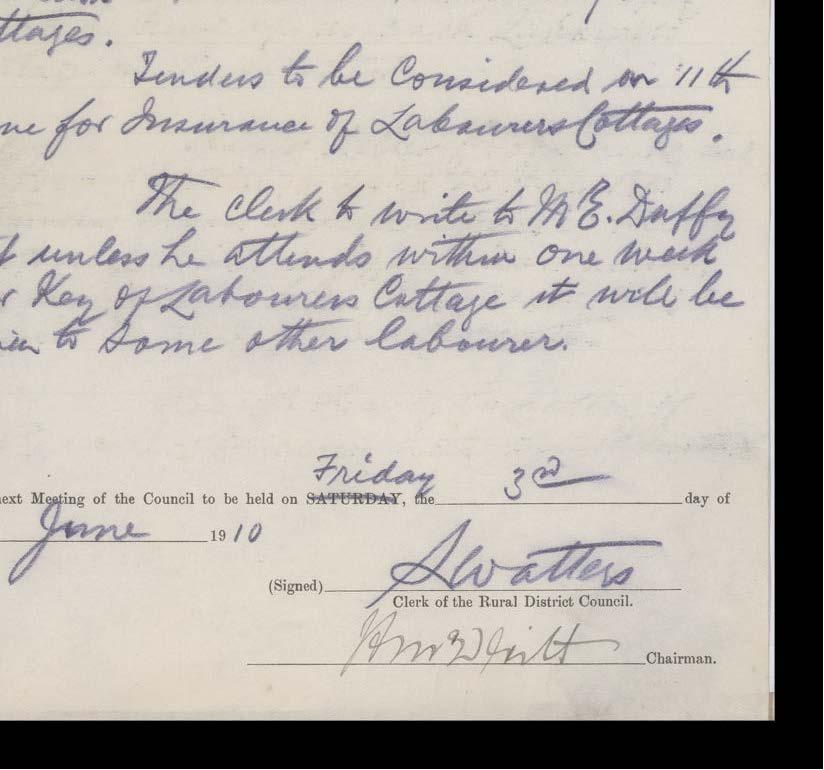 ttages.
Tenders to be Considered on 11th
ne for Insurance of Labourers Cottages.
The Clerk to write to Mr E. Duffy
t unless he attends within one week
r Key of Labourers Cottage it will be
en to some other labourer.
Friday 3rd
ext Meeting of the Council to be held on SATURDAY, the day of
June 1910
(Signed) S Watters
Clerk of the Rural District Council.
Chairman.